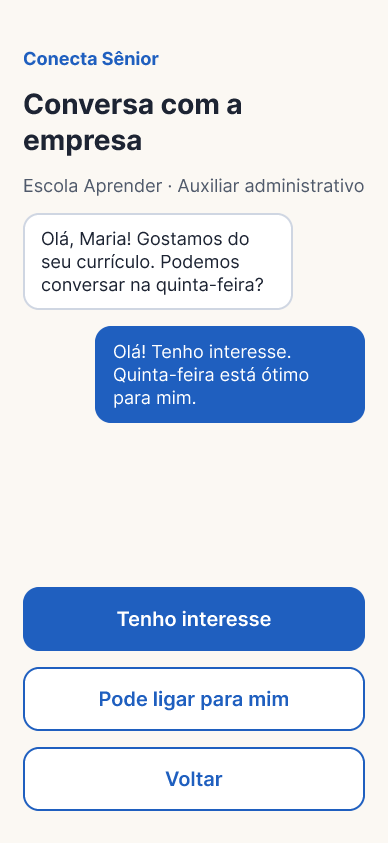 Conecta Sênior
Conversa com a
empresa
Escola Aprender · Auxiliar administrativo
Olá, Maria! Gostamos do
seu currículo. Podemos
conversar na quinta-feira?
Olá! Tenho interesse.
Quinta-feira está ótimo
para mim.
Tenho interesse
Pode ligar para mim
Voltar